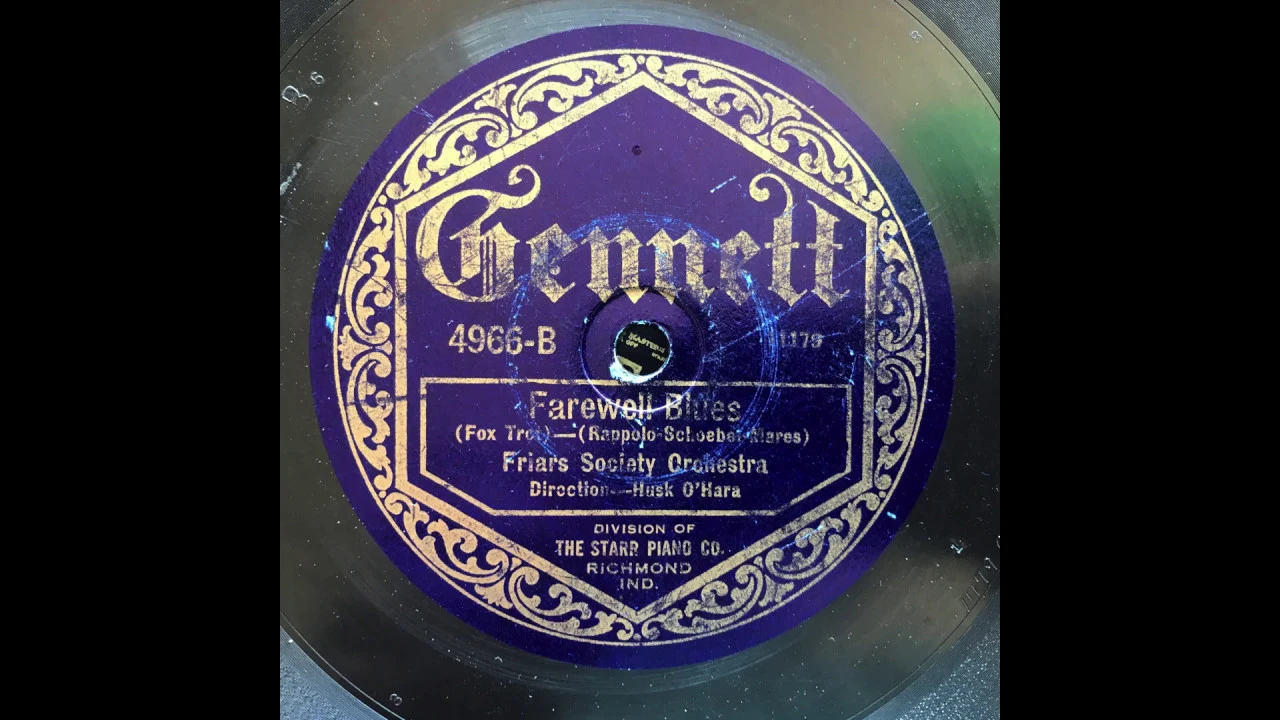 Gennett
4966-B 11179
Farewell Blues
(Fox Trot)—(Rappolo-Schoebel-Mares)
Friars Society Orchestra
Direction—Husk O'Hara
DIVISION OF
THE STARR PIANO CO.
RICHMOND
IND.